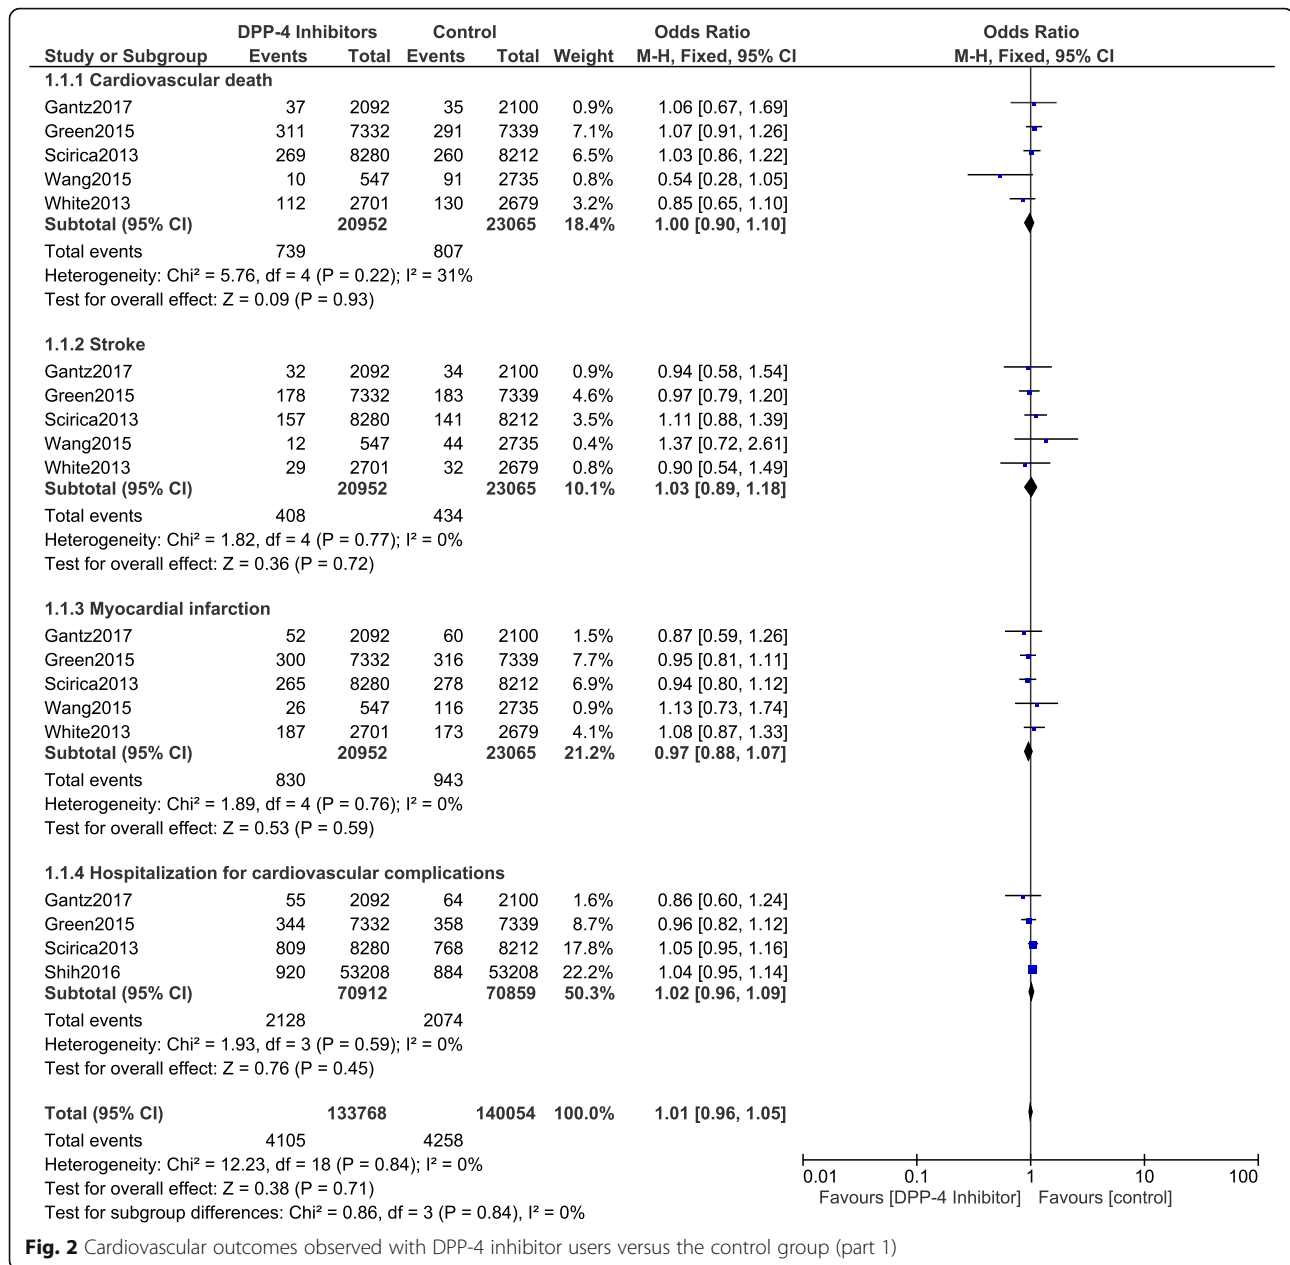 DPP-4 Inhibitors Control Odds Ratio Odds Ratio
Study or Subgroup Events Total Events Total Weight M-H, Fixed, 95% CI M-H, Fixed, 95% CI
1.1.1 Cardiovascular death
Gantz2017 37 2092 35 2100 0.9% 1.06 [0.67, 1.69]
Green2015 311 7332 291 7339 7.1% 1.07 [0.91, 1.26]
Scirica2013 269 8280 260 8212 6.5% 1.03 [0.86, 1.22]
Wang2015 10 547 91 2735 0.8% 0.54 [0.28, 1.05]
White2013 112 2701 130 2679 3.2% 0.85 [0.65, 1.10]
Subtotal (95% CI) 20952 23065 18.4% 1.00 [0.90, 1.10]
Total events 739 807
Heterogeneity: Chi² = 5.76, df = 4 (P = 0.22); I² = 31%
Test for overall effect: Z = 0.09 (P = 0.93)
1.1.2 Stroke
Gantz2017 32 2092 34 2100 0.9% 0.94 [0.58, 1.54]
Green2015 178 7332 183 7339 4.6% 0.97 [0.79, 1.20]
Scirica2013 157 8280 141 8212 3.5% 1.11 [0.88, 1.39]
Wang2015 12 547 44 2735 0.4% 1.37 [0.72, 2.61]
White2013 29 2701 32 2679 0.8% 0.90 [0.54, 1.49]
Subtotal (95% CI) 20952 23065 10.1% 1.03 [0.89, 1.18]
Total events 408 434
Heterogeneity: Chi² = 1.82, df = 4 (P = 0.77); I² = 0%
Test for overall effect: Z = 0.36 (P = 0.72)
1.1.3 Myocardial infarction
Gantz2017 52 2092 60 2100 1.5% 0.87 [0.59, 1.26]
Green2015 300 7332 316 7339 7.7% 0.95 [0.81, 1.11]
Scirica2013 265 8280 278 8212 6.9% 0.94 [0.80, 1.12]
Wang2015 26 547 116 2735 0.9% 1.13 [0.73, 1.74]
White2013 187 2701 173 2679 4.1% 1.08 [0.87, 1.33]
Subtotal (95% CI) 20952 23065 21.2% 0.97 [0.88, 1.07]
Total events 830 943
Heterogeneity: Chi² = 1.89, df = 4 (P = 0.76); I² = 0%
Test for overall effect: Z = 0.53 (P = 0.59)
1.1.4 Hospitalization for cardiovascular complications
Gantz2017 55 2092 64 2100 1.6% 0.86 [0.60, 1.24]
Green2015 344 7332 358 7339 8.7% 0.96 [0.82, 1.12]
Scirica2013 809 8280 768 8212 17.8% 1.05 [0.95, 1.16]
Shih2016 920 53208 884 53208 22.2% 1.04 [0.95, 1.14]
Subtotal (95% CI) 70912 70859 50.3% 1.02 [0.96, 1.09]
Total events 2128 2074
Heterogeneity: Chi² = 1.93, df = 3 (P = 0.59); I² = 0%
Test for overall effect: Z = 0.76 (P = 0.45)
Total (95% CI) 133768 140054 100.0% 1.01 [0.96, 1.05]
Total events 4105 4258
Heterogeneity: Chi² = 12.23, df = 18 (P = 0.84); I² = 0%
Test for overall effect: Z = 0.38 (P = 0.71)
Test for subgroup differences: Chi² = 0.86, df = 3 (P = 0.84), I² = 0%
0.01 0.1 1 10 100
Favours [DPP-4 Inhibitor] Favours [control]
Fig. 2 Cardiovascular outcomes observed with DPP-4 inhibitor users versus the control group (part 1)